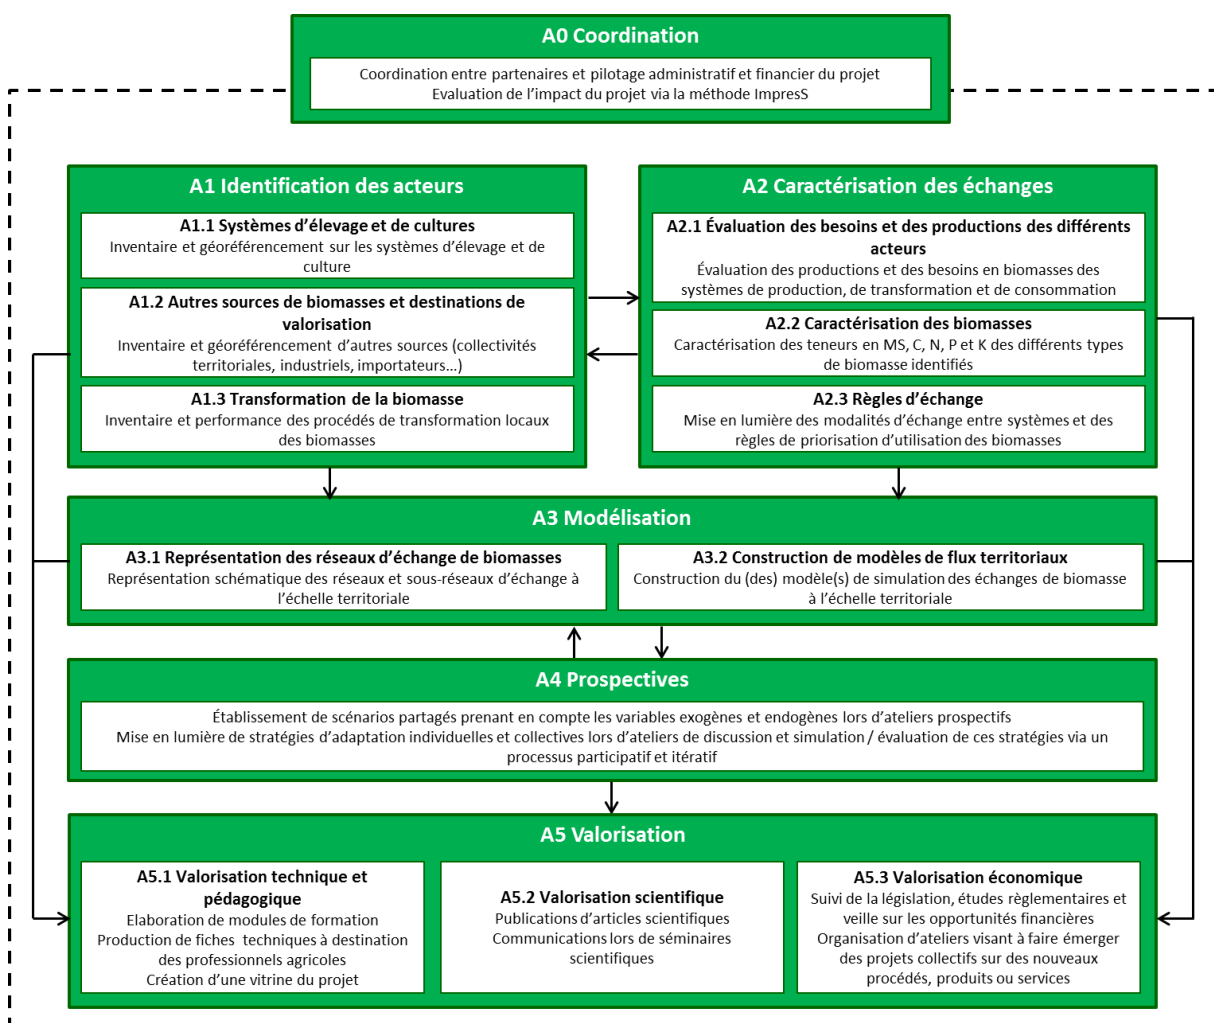 A0 Coordination
Coordination entre partenaires et pilotage administratif et financier du projet
Evaluation de l'impact du projet via la méthode ImpresS
A1 Identification des acteurs
A1.1 Systèmes d'élevage et de cultures
Inventaire et géoréférencement sur les systèmes d'élevage et de
culture
A1.2 Autres sources de biomasses et destinations de
valorisation
Inventaire et géoréférencement d'autres sources (collectivités
territoriales, industriels, importateurs...)
A1.3 Transformation de la biomasse
Inventaire et performance des procédés de transformation locaux
des biomasses
A2 Caractérisation des échanges
A2.1 Évaluation des besoins et des productions des différents
acteurs
Évaluation des productions et des besoins en biomasses des
systèmes de production, de transformation et de consommation
A2.2 Caractérisation des biomasses
Caractérisation des teneurs en MS, C, N, P et K des différents types
de biomasse identifiés
A2.3 Règles d'échange
Mise en lumière des modalités d'échange entre systèmes et des
règles de priorisation d'utilisation des biomasses
A3 Modélisation
A3.1 Représentation des réseaux d'échange de biomasses
Représentation schématique des réseaux et sous-réseaux d'échange à
l'échelle territoriale
A3.2 Construction de modèles de flux territoriaux
Construction du (des) modèle(s) de simulation des échanges de biomasse
à l'échelle territoriale
A4 Prospectives
Établissement de scénarios partagés prenant en compte les variables exogènes et endogènes lors d'ateliers prospectifs
Mise en lumière de stratégies d'adaptation individuelles et collectives lors d'ateliers de discussion et simulation / évaluation de ces stratégies via un
processus participatif et itératif
A5 Valorisation
A5.1 Valorisation technique et
pédagogique
Elaboration de modules de formation
Production de fiches techniques à destination
des professionnels agricoles
Création d'une vitrine du projet
A5.2 Valorisation scientifique
Publications d'articles scientifiques
Communications lors de séminaires
scientifiques
A5.3 Valorisation économique
Suivi de la législation, études règlementaires et
veille sur les opportunités financières
Organisation d'ateliers visant à faire émerger
des projets collectifs sur des nouveaux
procédés, produits ou services